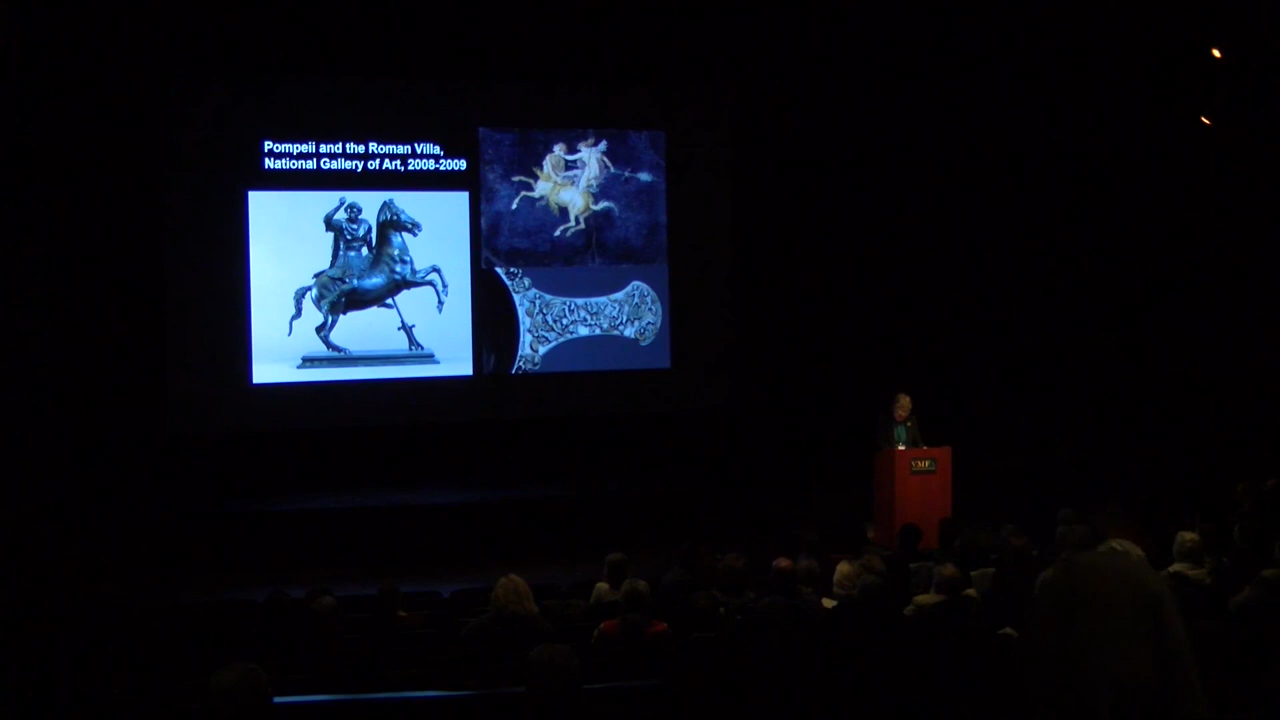 Pompeii and the Roman Villa,
National Gallery of Art, 2008-2009
VMFA